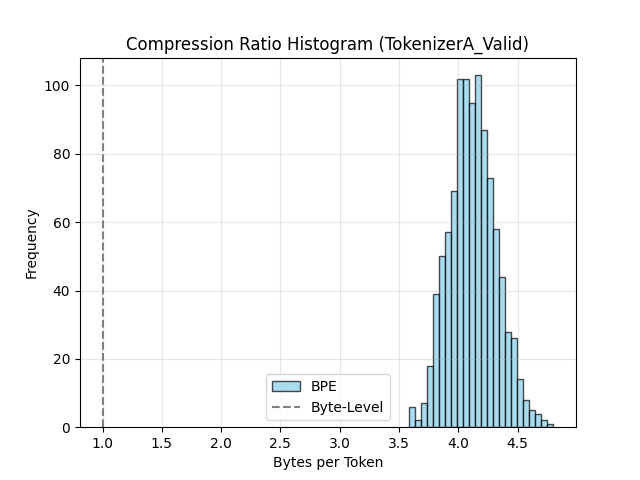 Compression Ratio Histogram (TokenizerA_Valid)
100
80
60
40
20
0
Frequency
BPE
Byte-Level
1.0 1.5 2.0 2.5 3.0 3.5 4.0 4.5
Bytes per Token